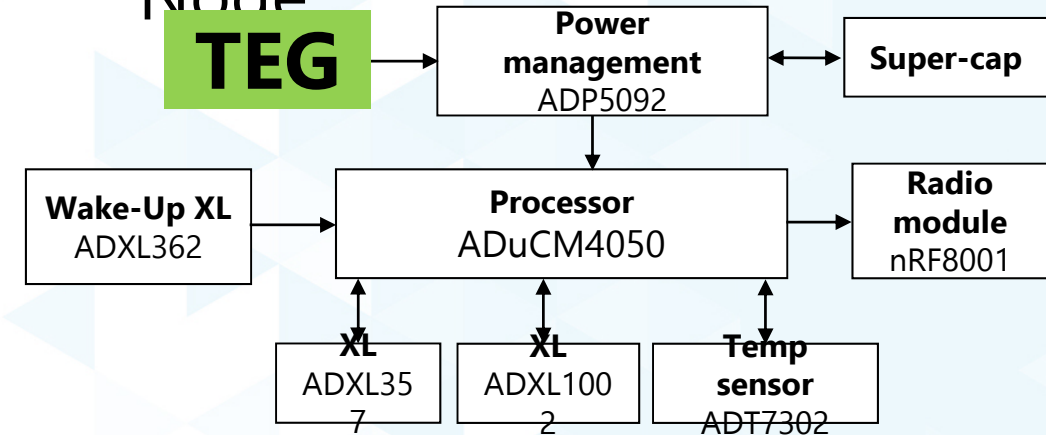 Node
TEG
Power
management
ADP5092
Super-cap
Wake-Up XL
ADXL362
Processor
ADuCM4050
Radio
module
nRF8001
XL
ADXL35
7
XL
ADXL100
2
Temp
sensor
ADT7302